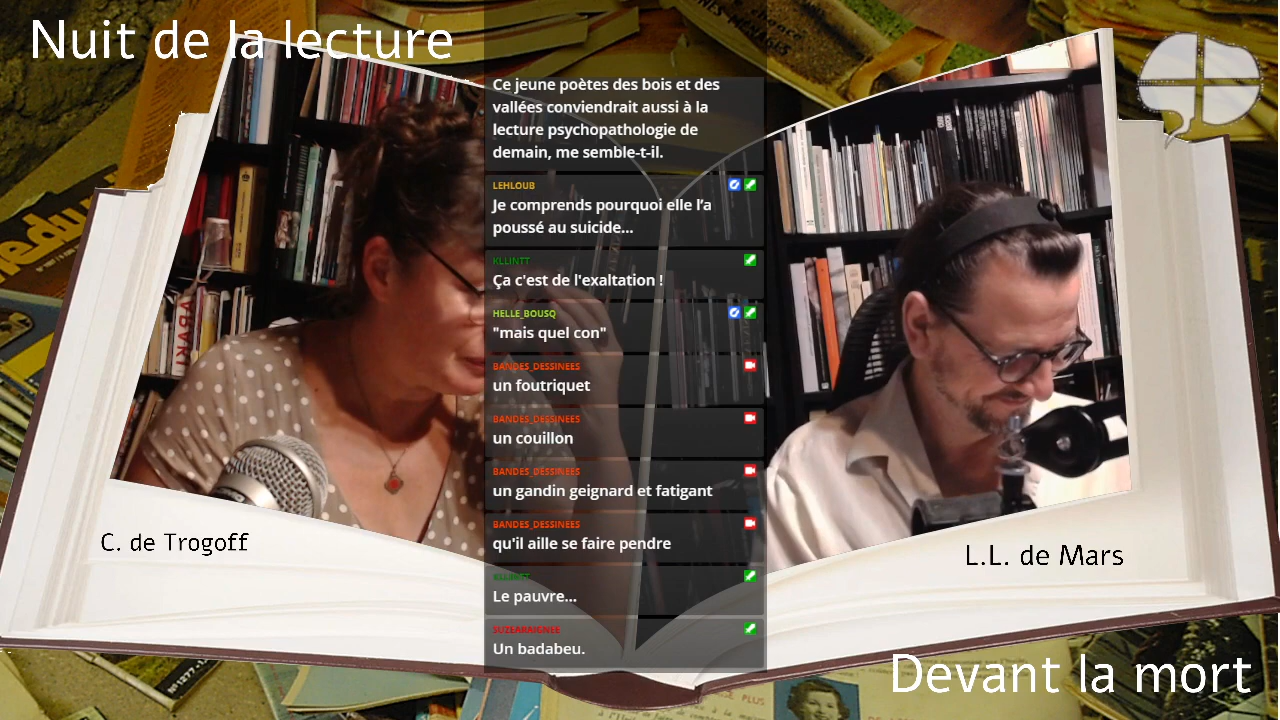 Nuit de la lecture
Ce jeune poètes des bois et des
vallées conviendrait aussi à la
lecture psychopathologie de
demain, me semble-t-il.
LEHLOUB
Je comprends pourquoi elle l'a
poussé au suicide...
KLLINTT
Ça c'est de l'exaltation !
HELLE_BOUSQ
"mais quel con"
BANDES_DESSINEES
un foutriquet
BANDES_DESSINEES
un couillon
BANDES_DESSINEES
un gandin geignard et fatigant
BANDES_DESSINEES
qu'il aille se faire pendre
KLLINTT
Le pauvre...
SUZEARAIGNEE
Un badabeu.
C. de Trogoff
L.L. de Mars
Devant la mort